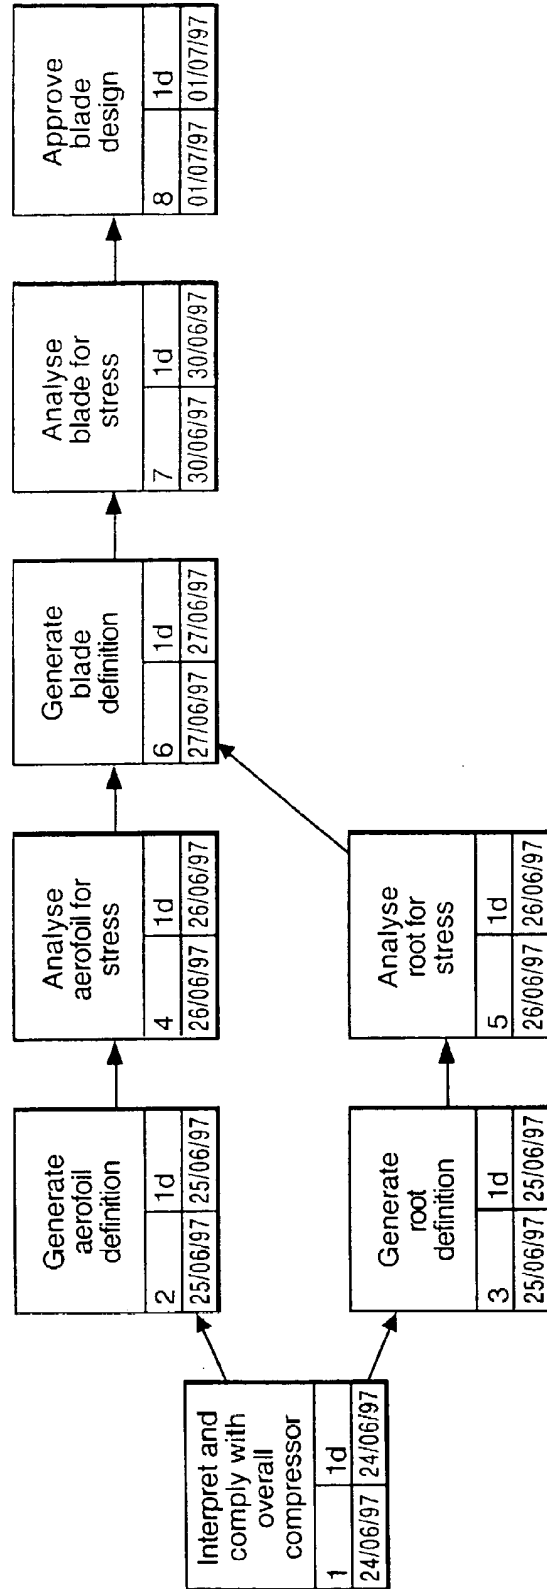 Interpret and
comply with
overall
compressor
1 1d
24/06/97 24/06/97
Generate
aerofoil
definition
2 1d
25/06/97 25/06/97
Generate
root
definition
3 1d
25/06/97 25/06/97
Analyse
aerofoil for
stress
4 1d
26/06/97 26/06/97
Analyse
root for
stress
5 1d
26/06/97 26/06/97
Generate
blade
definition
6 1d
27/06/97 27/06/97
Analyse
blade for
stress
7 1d
30/06/97 30/06/97
Approve
blade
design
8 1d
01/07/97 01/07/97